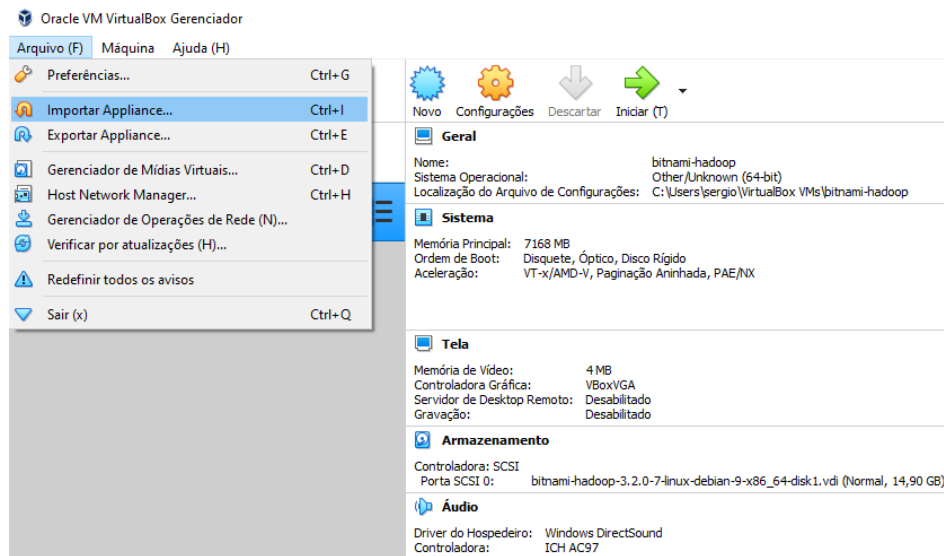 Oracle VM VirtualBox Gerenciador
Arquivo (F) Máquina Ajuda (H)
Preferências... Ctrl+G
Importar Appliance... Ctrl+I
Exportar Appliance... Ctrl+E
Gerenciador de Mídias Virtuais... Ctrl+D
Host Network Manager... Ctrl+H
Gerenciador de Operações de Rede (N)...
Verificar por atualizações (H)...
Redefinir todos os avisos
Sair (x) Ctrl+Q
Novo Configurações Descartar Iniciar (T)
Geral
Nome: bitnami-hadoop
Sistema Operacional: Other/Unknown (64-bit)
Localização do Arquivo de Configurações: C:\Users\sergio\VirtualBox VMs\bitnami-hadoop
Sistema
Memória Principal: 7168 MB
Ordem de Boot: Disquete, Óptico, Disco Rígido
Aceleração: VT-x/AMD-V, Paginação Aninhada, PAE/NX
Tela
Memória de Vídeo: 4 MB
Controladora Gráfica: VBoxVGA
Servidor de Desktop Remoto: Desabilitado
Gravação: Desabilitado
Armazenamento
Controladora: SCSI
Porta SCSI 0: bitnami-hadoop-3.2.0-7-linux-debian-9-x86_64-disk1.vdi (Normal, 14,90 GB)
Áudio
Driver do Hospedeiro: Windows DirectSound
Controladora: ICH AC97